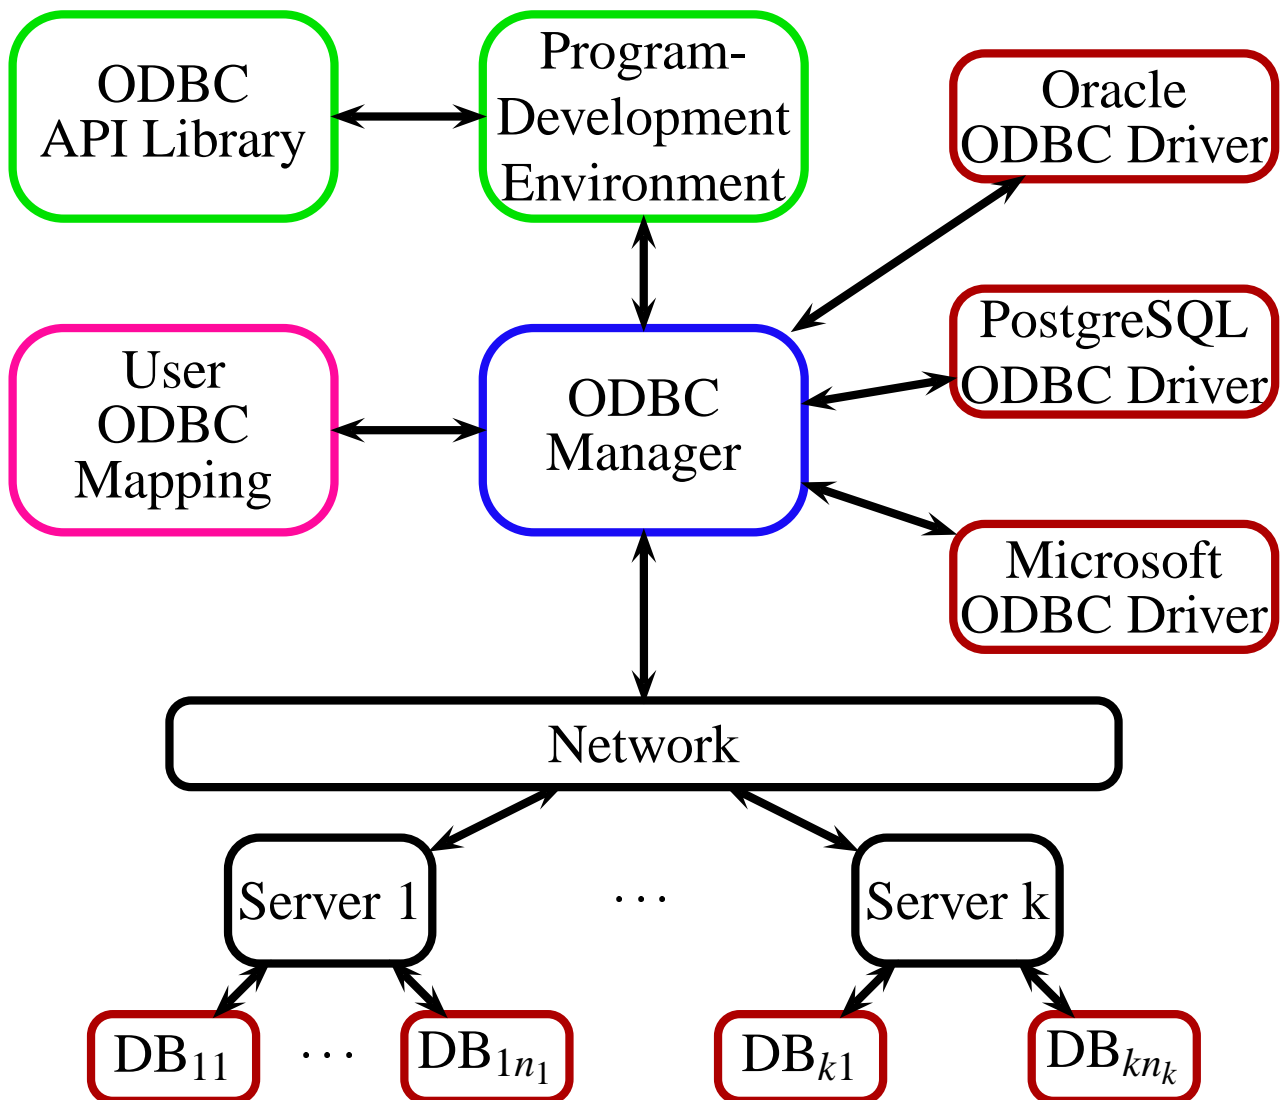 ODBC
API Library
Program-
Development
Environment
Oracle
ODBC Driver
User
ODBC
Mapping
ODBC
Manager
PostgreSQL
ODBC Driver
Microsoft
ODBC Driver
Network
Server 1
· · ·
Server k
DB₁₁
· · ·
DB₁ₙ₁
DBₖ₁
DBₖₙₖ